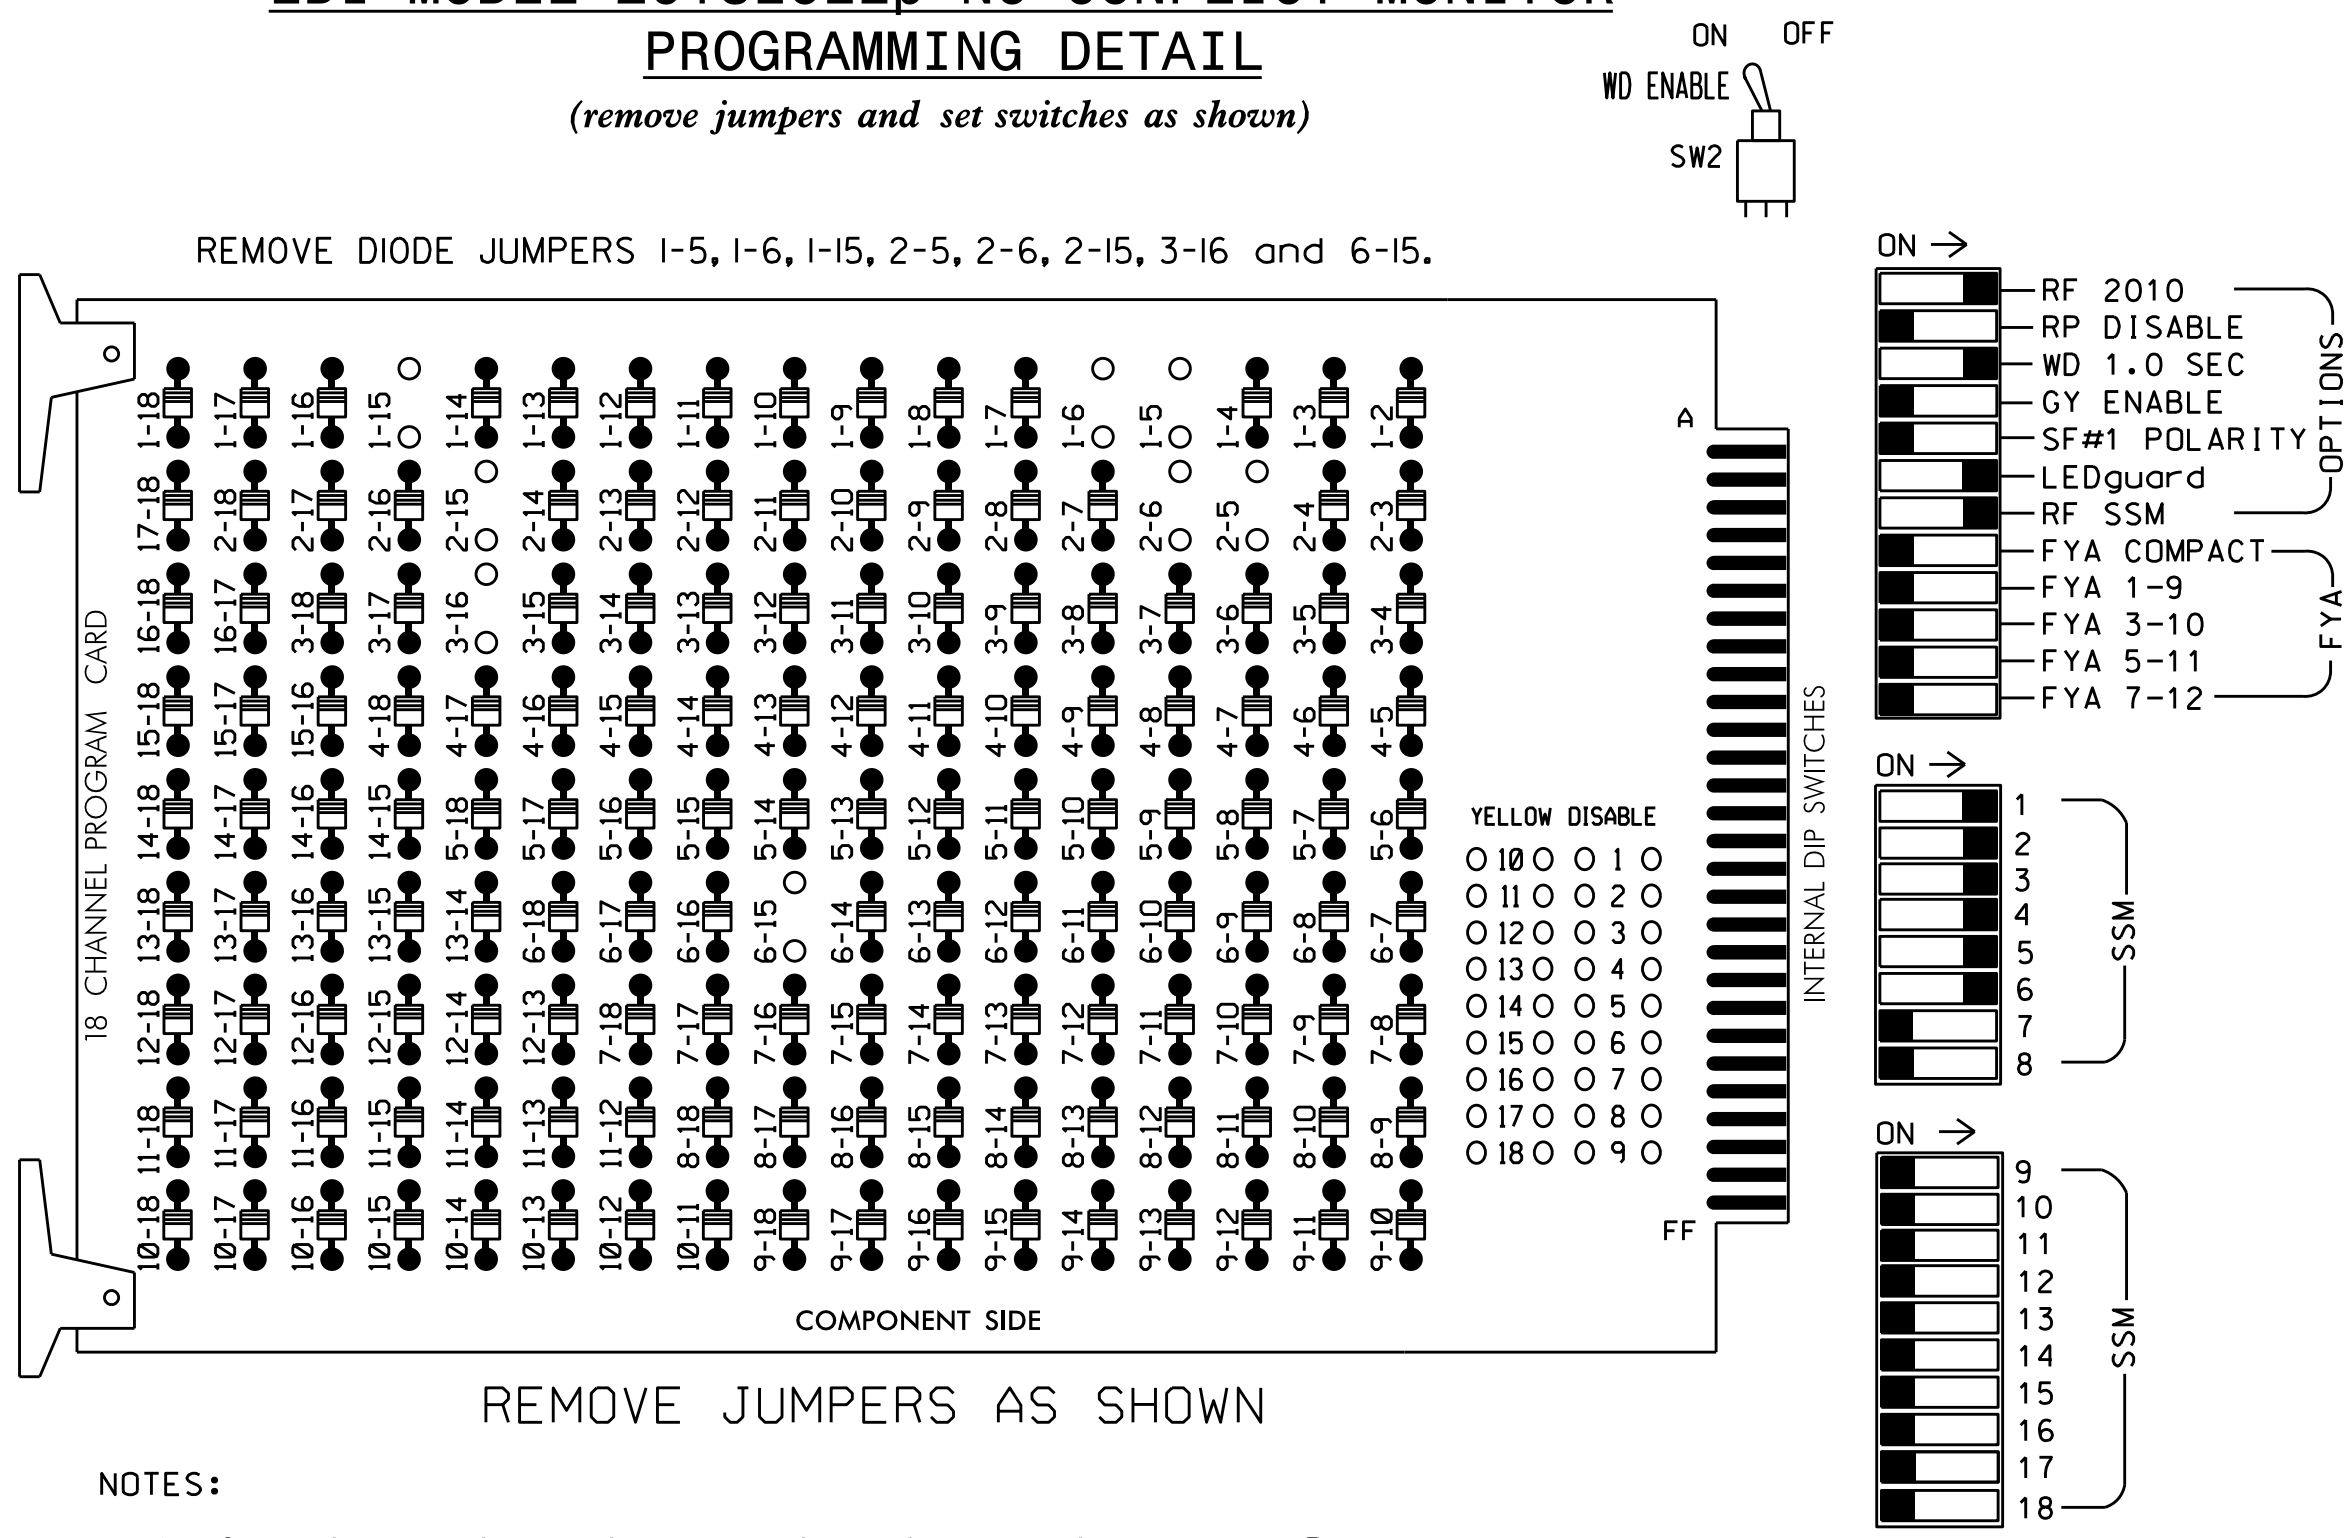 PROGRAMMING DETAIL
(remove jumpers and set switches as shown)
ON OFF
WD ENABLE
SW2
REMOVE DIODE JUMPERS 1-5, 1-6, 1-15, 2-5, 2-6, 2-15, 3-16 and 6-15.
18 CHANNEL PROGRAM CARD
1-18 1-17 1-16 1-15 1-14 1-13 1-12 1-11 1-10 1-9 1-8 1-7 1-6 1-5 1-4 1-3 1-2
17-18 2-18 2-17 2-16 2-15 2-14 2-13 2-12 2-11 2-10 2-9 2-8 2-7 2-6 2-5 2-4 2-3
16-18 16-17 3-18 3-17 3-16 3-15 3-14 3-13 3-12 3-11 3-10 3-9 3-8 3-7 3-6 3-5 3-4
15-18 15-17 15-16 4-18 4-17 4-16 4-15 4-14 4-13 4-12 4-11 4-10 4-9 4-8 4-7 4-6 4-5
14-18 14-17 14-16 14-15 5-18 5-17 5-16 5-15 5-14 5-13 5-12 5-11 5-10 5-9 5-8 5-7 5-6
13-18 13-17 13-16 13-15 13-14 6-18 6-17 6-16 6-15 6-14 6-13 6-12 6-11 6-10 6-9 6-8 6-7
12-18 12-17 12-16 12-15 12-14 12-13 7-18 7-17 7-16 7-15 7-14 7-13 7-12 7-11 7-10 7-9 7-8
11-18 11-17 11-16 11-15 11-14 11-13 11-12 8-18 8-17 8-16 8-15 8-14 8-13 8-12 8-11 8-10 8-9
10-18 10-17 10-16 10-15 10-14 10-13 10-12 10-11 9-18 9-17 9-16 9-15 9-14 9-13 9-12 9-11 9-10
YELLOW DISABLE
10 1
11 2
12 3
13 4
14 5
15 6
16 7
17 8
18 9
A
FF
COMPONENT SIDE
INTERNAL DIP SWITCHES
ON
RF 2010
RP DISABLE
WD 1.0 SEC
GY ENABLE
SF#1 POLARITY
LEDguard
RF SSM
OPTIONS
FYA COMPACT
FYA 1-9
FYA 3-10
FYA 5-11
FYA 7-12
FYA
ON
1
2
3
4
5
6
7
8
SSM
ON
9
10
11
12
13
14
15
16
17
18
SSM
REMOVE JUMPERS AS SHOWN
NOTES: